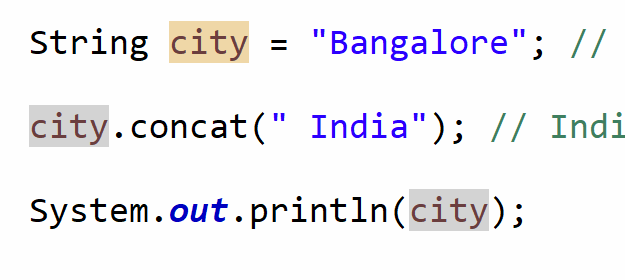 String city = "Bangalore"; //
city.concat(" India"); // Indi
System.out.println(city);